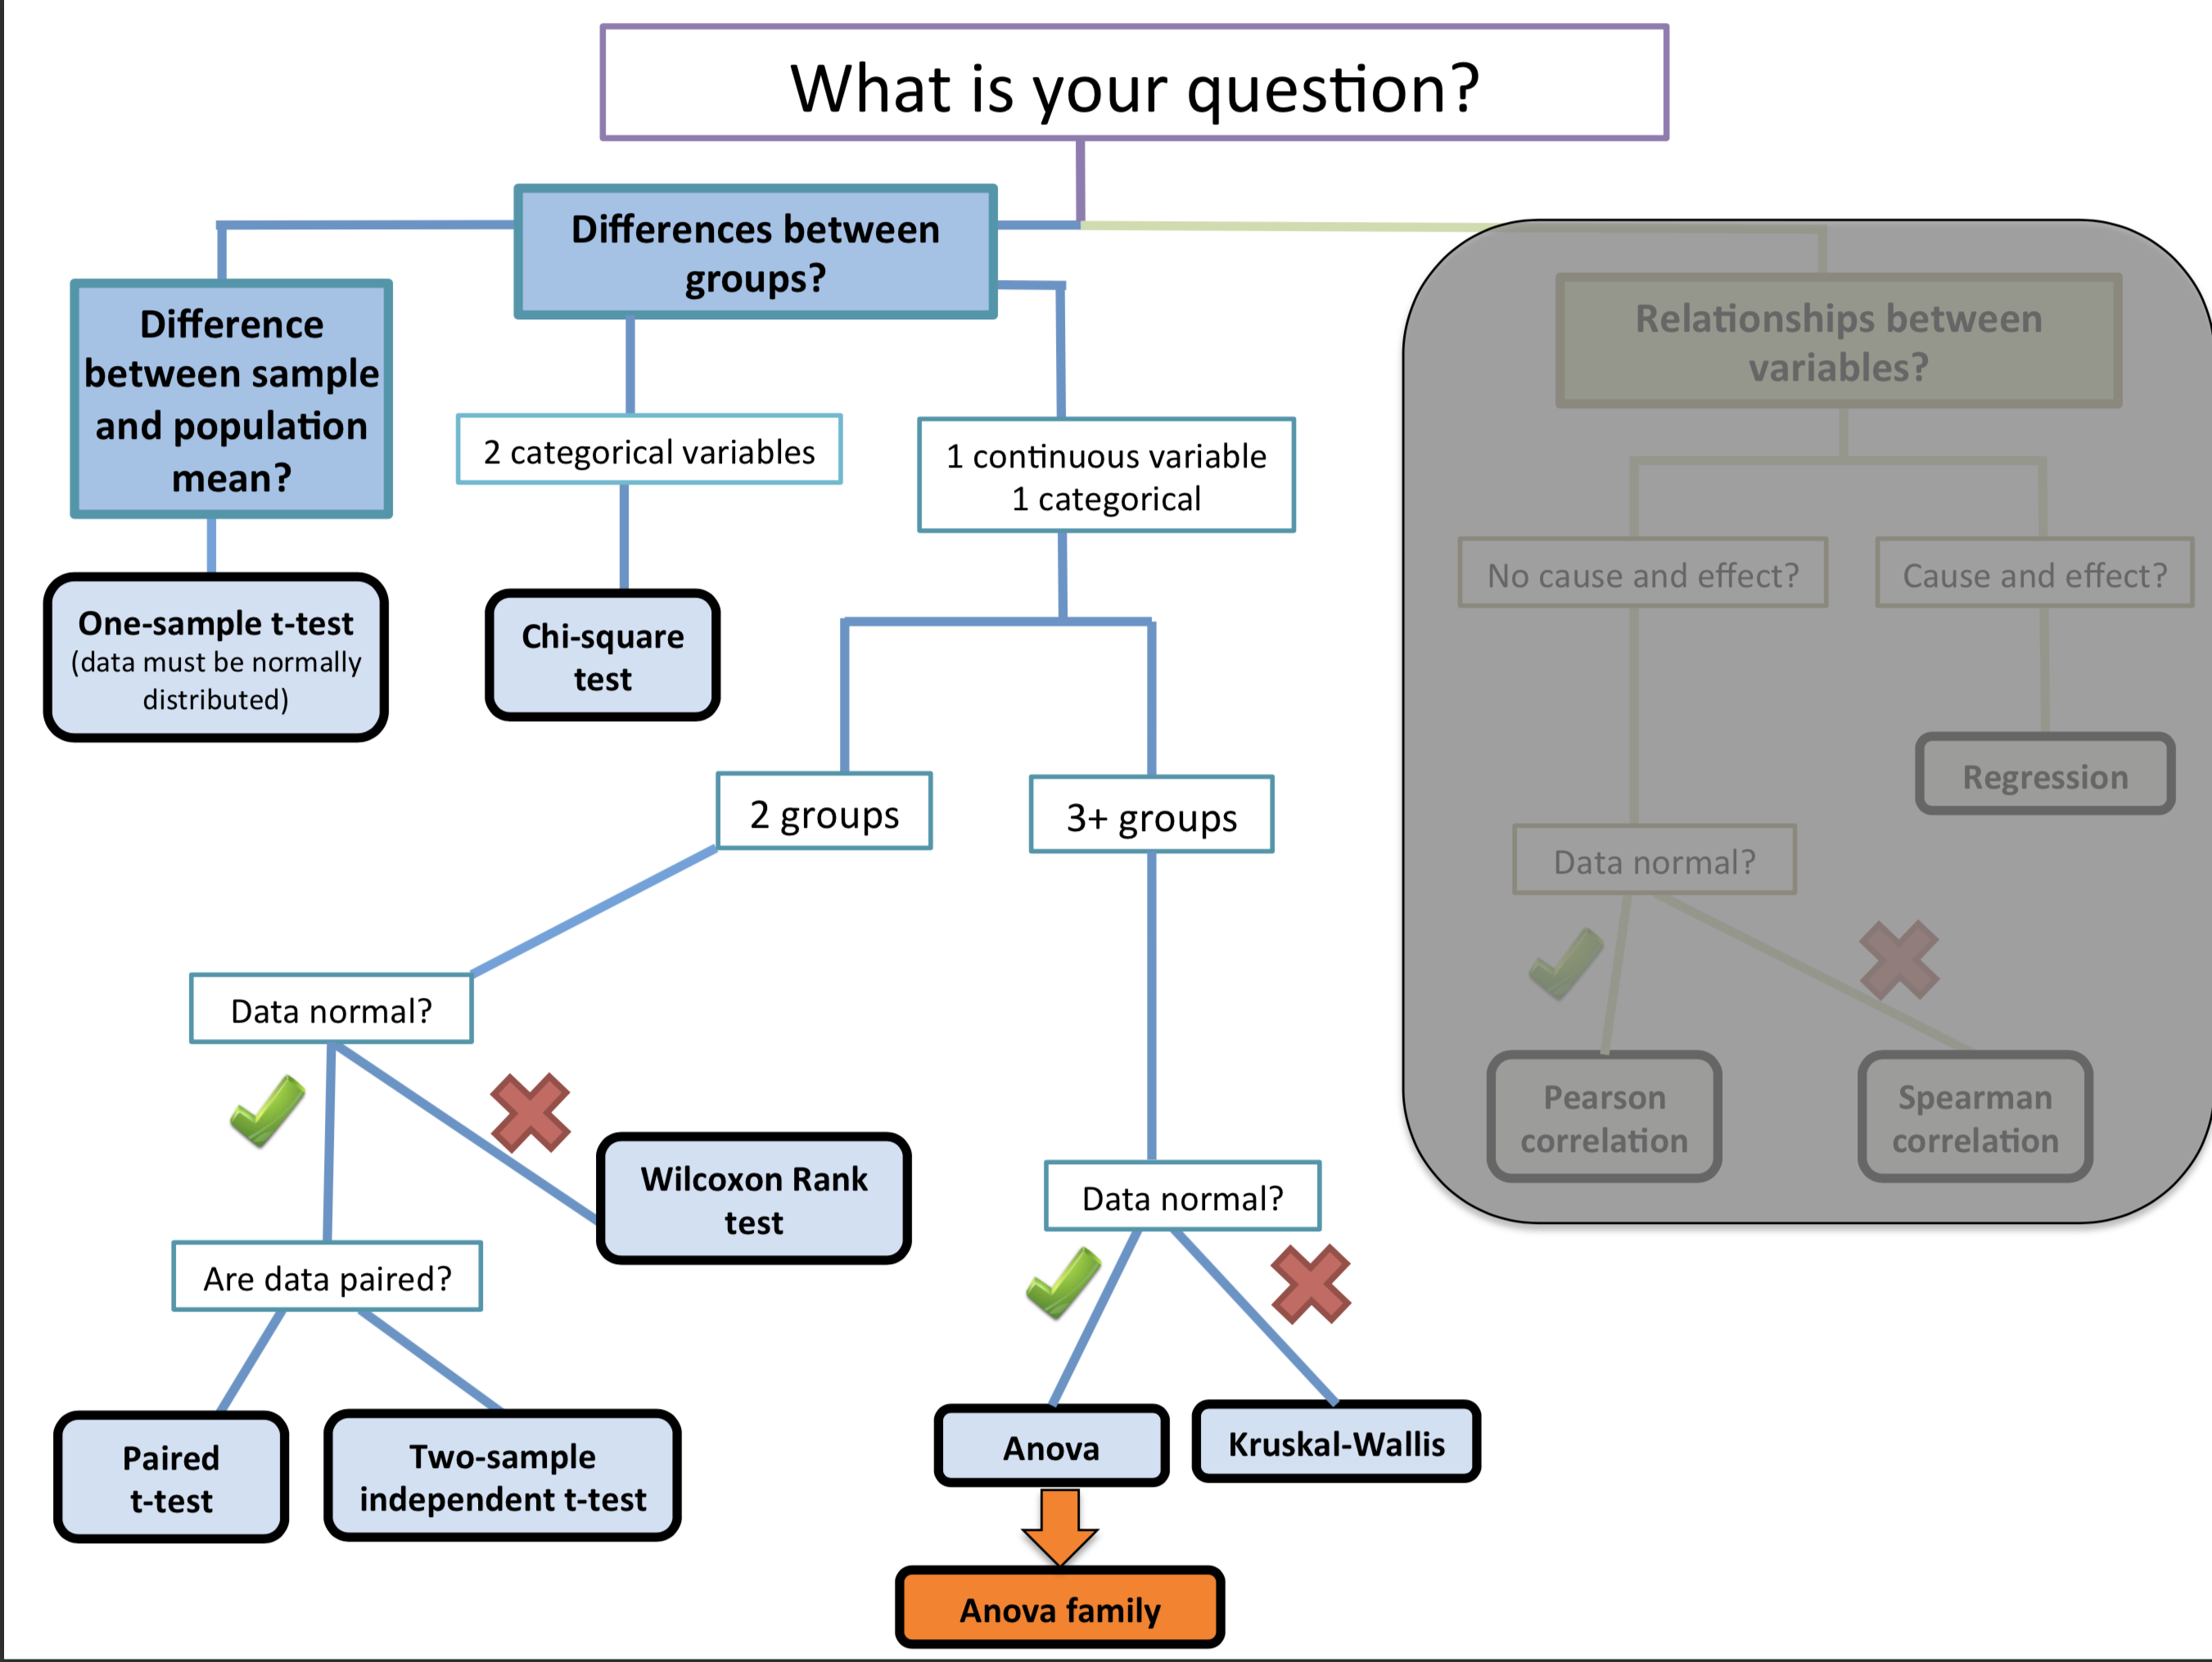 What is your question?
Differences between
groups?
Difference
between sample
and population
mean?
One-sample t-test
(data must be normally
distributed)
2 categorical variables
Chi-square
test
1 continuous variable
1 categorical
2 groups
3+ groups
Data normal?
Wilcoxon Rank
test
Are data paired?
Paired
t-test
Two-sample
independent t-test
Data normal?
Anova
Kruskal-Wallis
Anova family
Relationships between
variables?
No cause and effect?
Cause and effect?
Regression
Data normal?
Pearson
correlation
Spearman
correlation